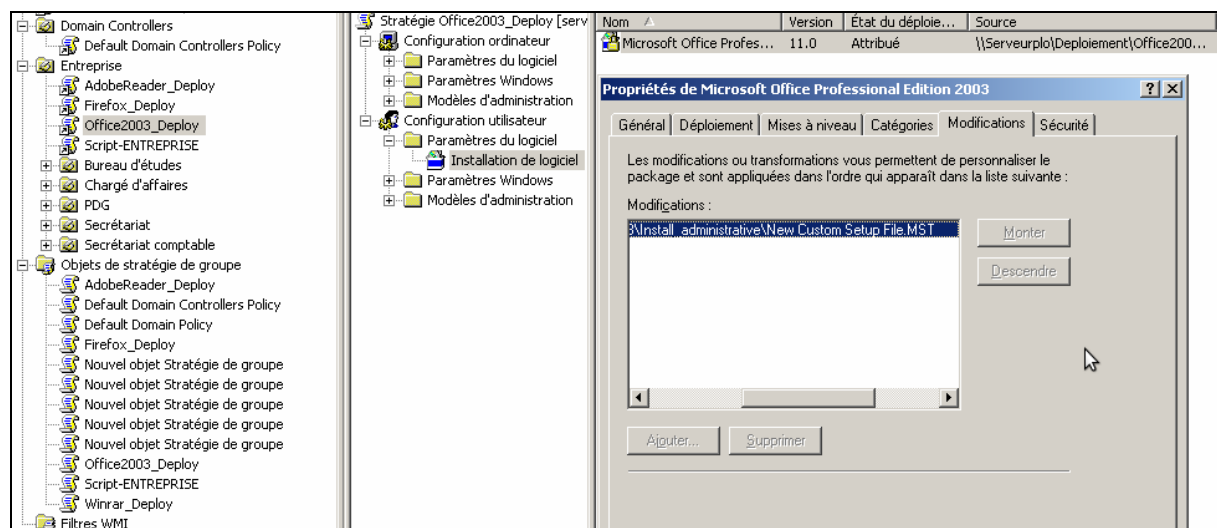 Domain Controllers
Default Domain Controllers Policy
Entreprise
AdobeReader_Deploy
Firefox_Deploy
Office2003_Deploy
Script-ENTREPRISE
Bureau d'études
Chargé d'affaires
PDG
Secrétariat
Secrétariat comptable
Objets de stratégie de groupe
AdobeReader_Deploy
Default Domain Controllers Policy
Default Domain Policy
Firefox_Deploy
Nouvel objet Stratégie de groupe
Nouvel objet Stratégie de groupe
Nouvel objet Stratégie de groupe
Nouvel objet Stratégie de groupe
Nouvel objet Stratégie de groupe
Office2003_Deploy
Script-ENTREPRISE
Winrar_Deploy
Filtres WMI
Stratégie Office2003_Deploy [serv
Configuration ordinateur
Paramètres du logiciel
Paramètres Windows
Modèles d'administration
Configuration utilisateur
Paramètres du logiciel
Installation de logiciel
Paramètres Windows
Modèles d'administration
Nom Version État du déploie... Source
Microsoft Office Profes... 11.0 Attribué \\Serveurplo\Deploiement\Office200...
Propriétés de Microsoft Office Professional Edition 2003
Général Déploiement Mises à niveau Catégories Modifications Sécurité
Les modifications ou transformations vous permettent de personnaliser le
package et sont appliquées dans l'ordre qui apparaît dans la liste suivante :
Modifications :
3\Install_administrative\New Custom Setup File.MST
Monter
Descendre
Ajouter... Supprimer